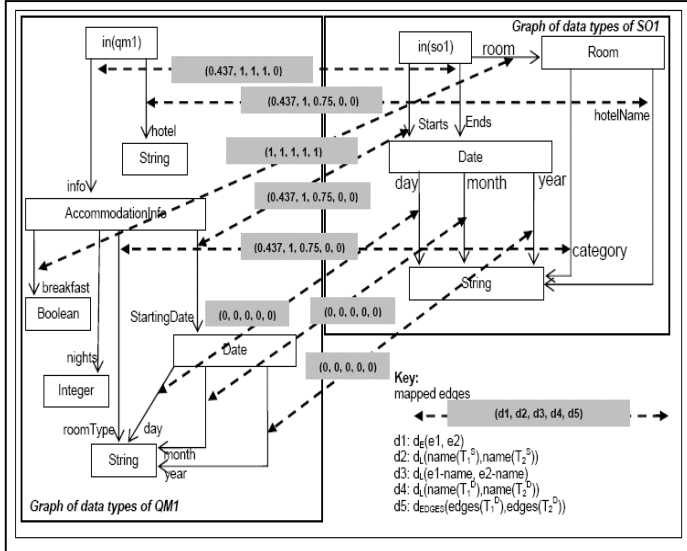 Graph of data types of SO1
in(qm1)
in(so1)
room
Room
(0.437, 1, 1, 1, 0)
(0.437, 1, 0.75, 0, 0)
hotelName
hotel
Starts
Ends
String
(1, 1, 1, 1, 1)
Date
info
day
month
year
(0.437, 1, 0.75, 0, 0)
AccommodationInfo
(0.437, 1, 0.75, 0, 0)
category
breakfast
String
Boolean
StartingDate
(0, 0, 0, 0, 0)
(0, 0, 0, 0, 0)
Date
nights
(0, 0, 0, 0, 0)
Integer
Key:
mapped edges
(d1, d2, d3, d4, d5)
roomType
day
month
String
year
d1: dE(e1, e2)
d2: dL(name(T1S),name(T2S))
d3: dL(e1-name, e2-name)
d4: dL(name(T1D),name(T2D))
d5: dEDGES(edges(T1D),edges(T2D))
Graph of data types of QM1